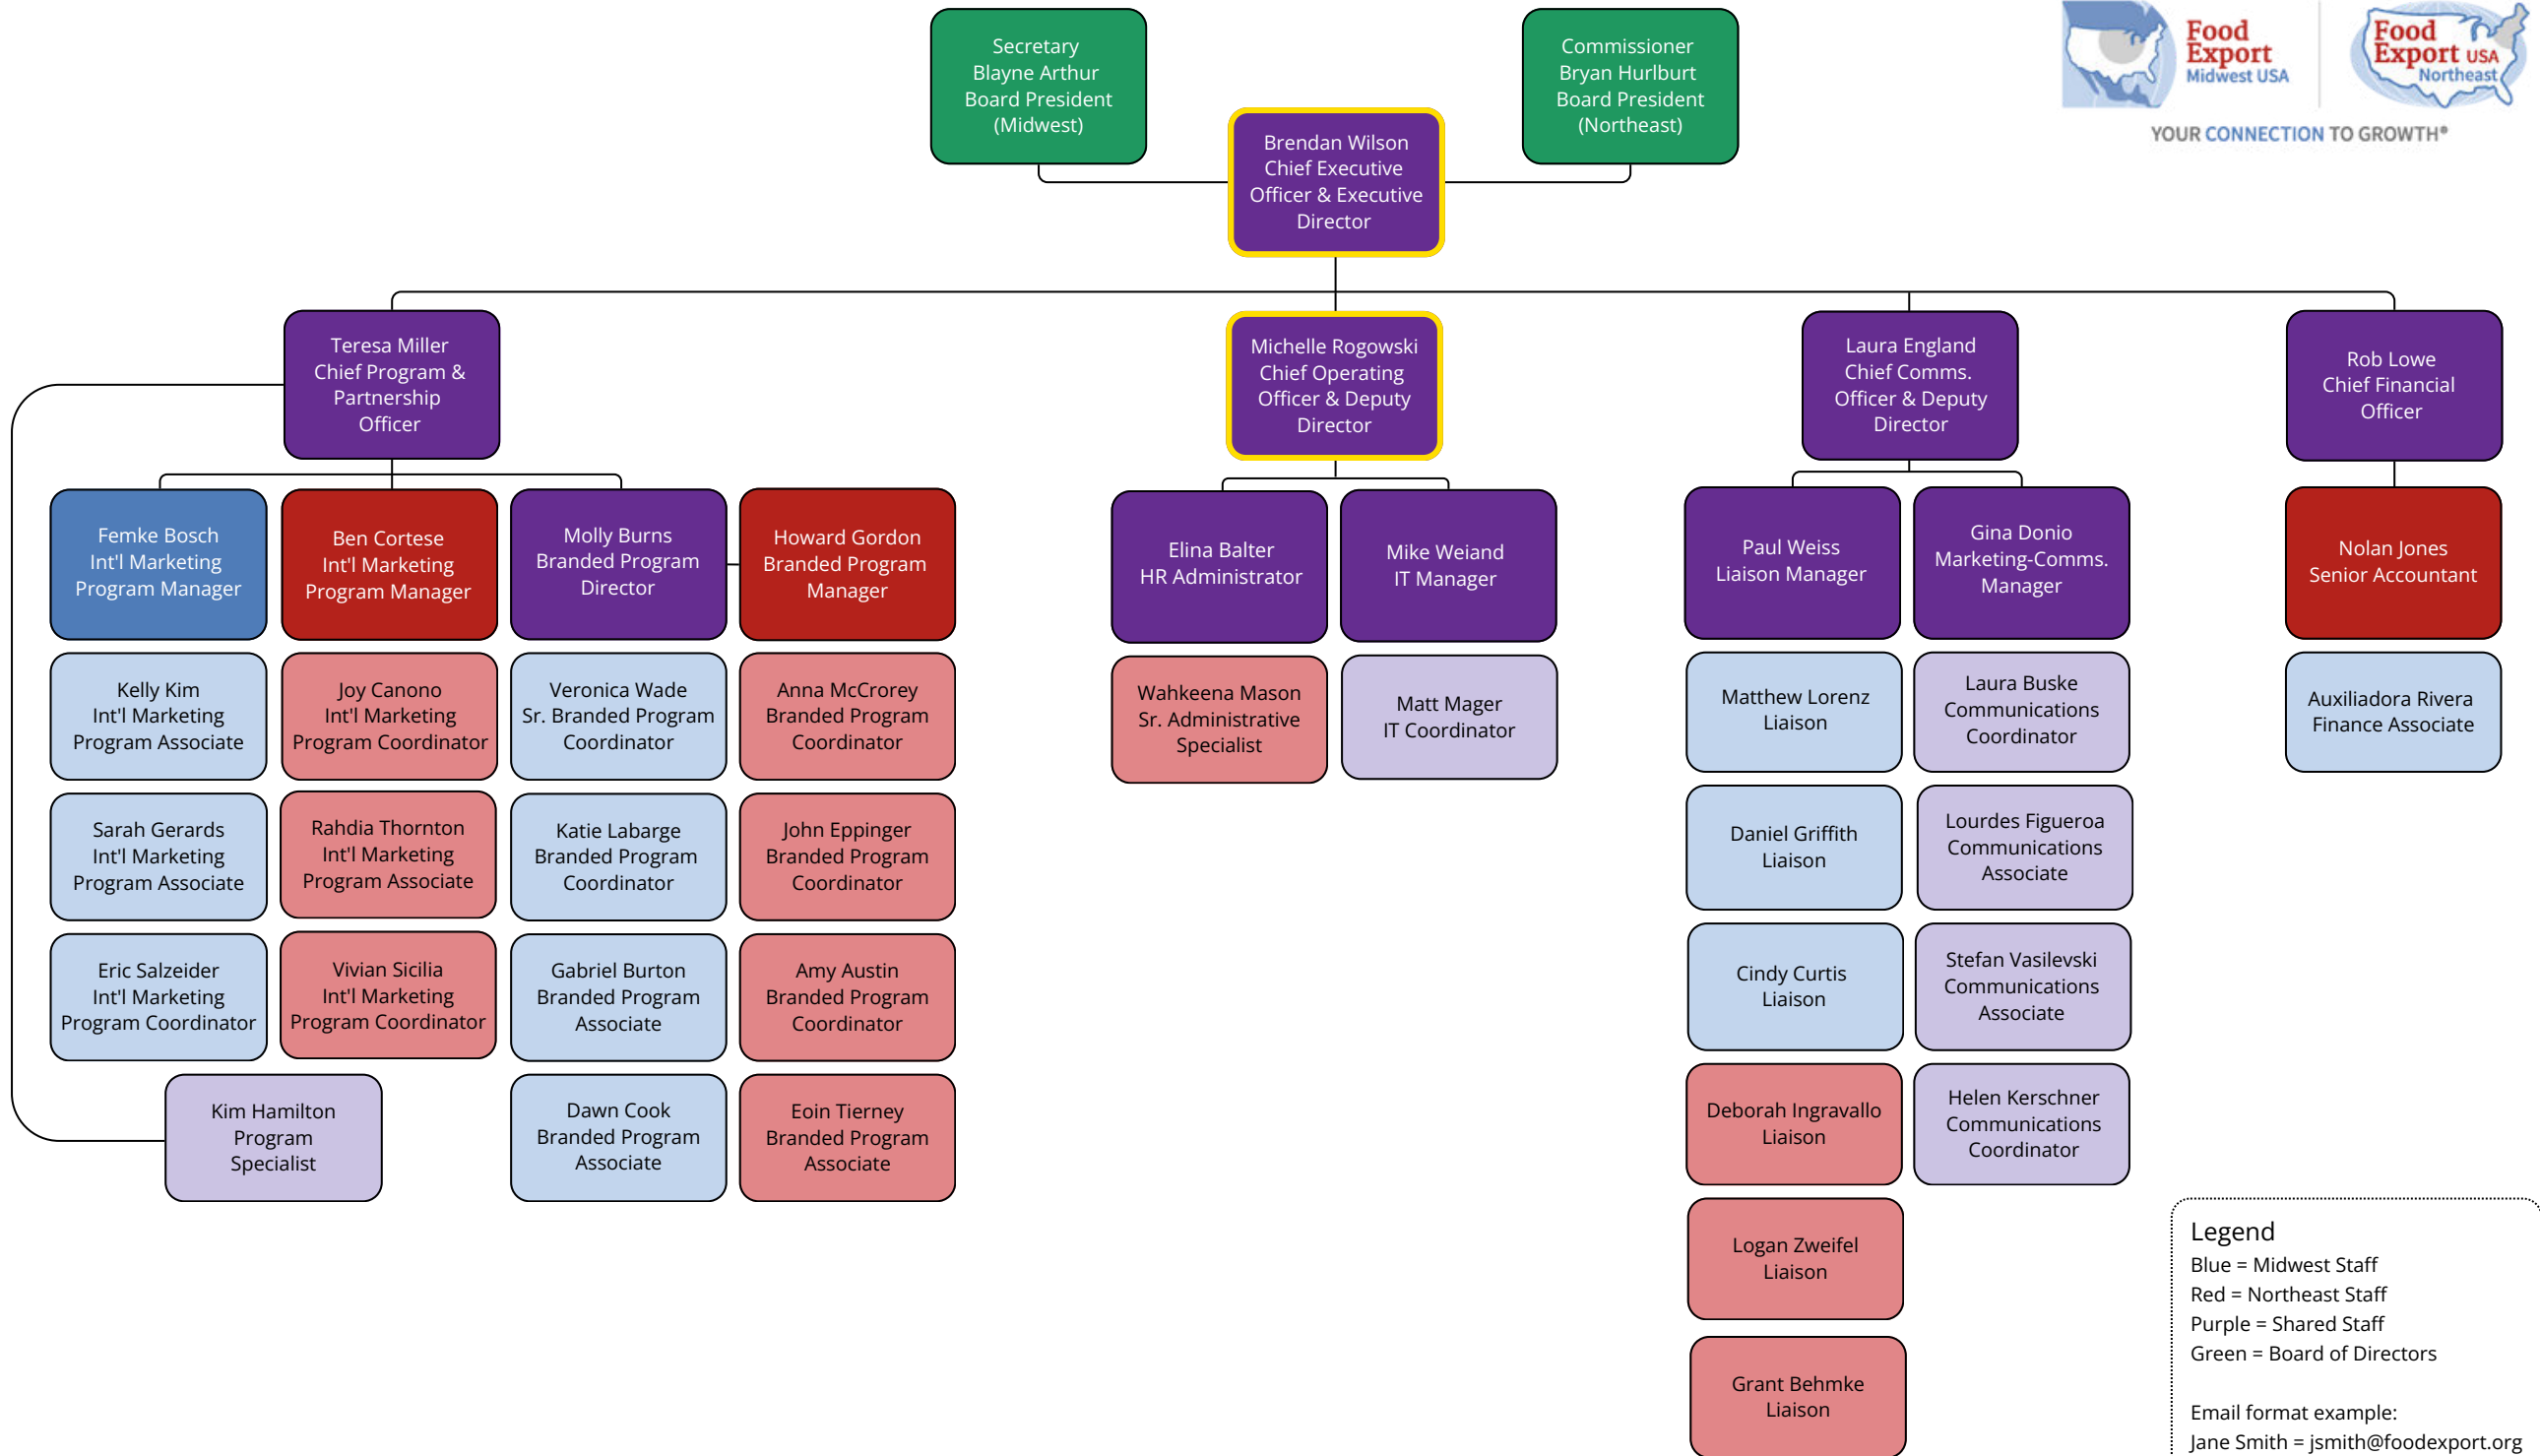 Secretary
Blayne Arthur
Board President
(Midwest)
Commissioner
Bryan Hurlburt
Board President
(Northeast)
Food
Export
Midwest USA
Food
Export USA
Northeast
YOUR CONNECTION TO GROWTH®
Brendan Wilson
Chief Executive
Officer & Executive
Director
Teresa Miller
Chief Program &
Partnership
Officer
Michelle Rogowski
Chief Operating
Officer & Deputy
Director
Laura England
Chief Comms.
Officer & Deputy
Director
Rob Lowe
Chief Financial
Officer
Femke Bosch
Int'l Marketing
Program Manager
Ben Cortese
Int'l Marketing
Program Manager
Molly Burns
Branded Program
Director
Howard Gordon
Branded Program
Manager
Elina Balter
HR Administrator
Mike Weiand
IT Manager
Paul Weiss
Liaison Manager
Gina Donio
Marketing-Comms.
Manager
Nolan Jones
Senior Accountant
Kelly Kim
Int'l Marketing
Program Associate
Joy Canono
Int'l Marketing
Program Coordinator
Veronica Wade
Sr. Branded Program
Coordinator
Anna McCrorey
Branded Program
Coordinator
Wahkeena Mason
Sr. Administrative
Specialist
Matt Mager
IT Coordinator
Matthew Lorenz
Liaison
Laura Buske
Communications
Coordinator
Auxiliadora Rivera
Finance Associate
Sarah Gerards
Int'l Marketing
Program Associate
Rahdia Thornton
Int'l Marketing
Program Associate
Katie Labarge
Branded Program
Coordinator
John Eppinger
Branded Program
Coordinator
Daniel Griffith
Liaison
Lourdes Figueroa
Communications
Associate
Eric Salzeider
Int'l Marketing
Program Coordinator
Vivian Sicilia
Int'l Marketing
Program Coordinator
Gabriel Burton
Branded Program
Associate
Amy Austin
Branded Program
Coordinator
Cindy Curtis
Liaison
Stefan Vasilevski
Communications
Associate
Kim Hamilton
Program
Specialist
Dawn Cook
Branded Program
Associate
Eoin Tierney
Branded Program
Associate
Deborah Ingravallo
Liaison
Helen Kerschner
Communications
Coordinator
Logan Zweifel
Liaison
Grant Behmke
Liaison
Legend
Blue = Midwest Staff
Red = Northeast Staff
Purple = Shared Staff
Green = Board of Directors
Email format example:
Jane Smith = jsmith@foodexport.org